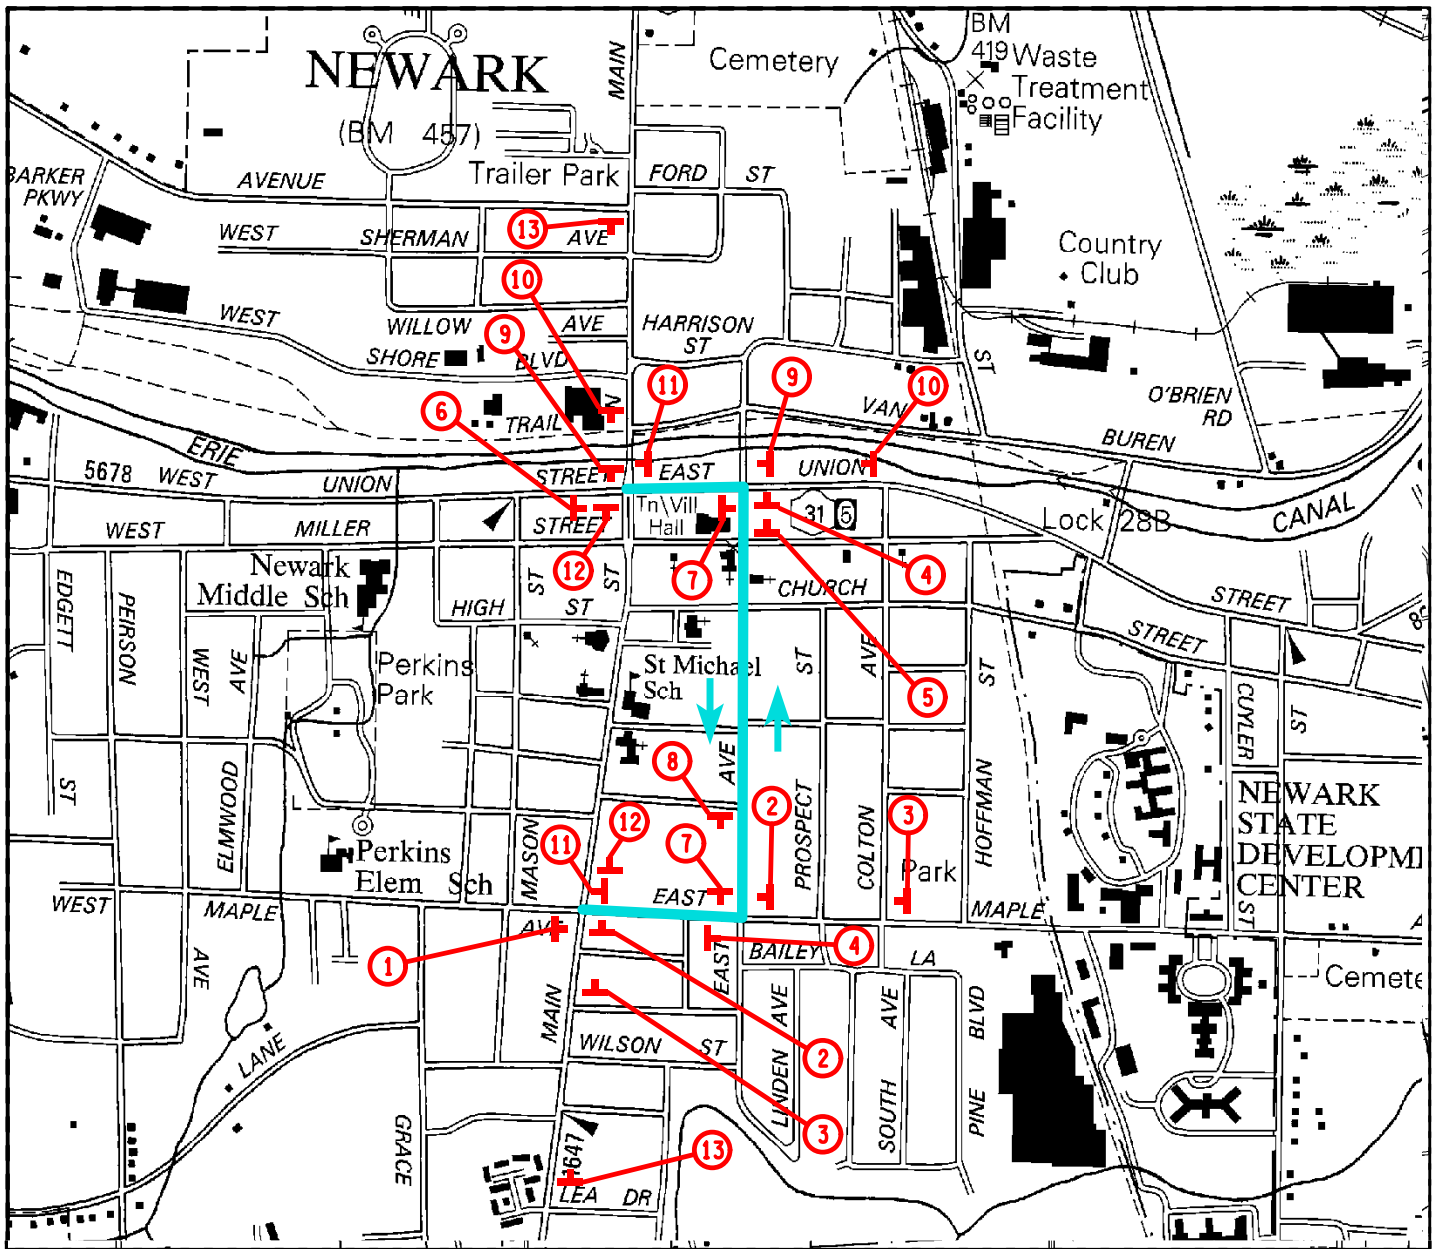 NEWARK
(BM 457)
MAIN
Cemetery
BM
419
Waste
Treatment
Facility
BARKER
PKWY
AVENUE
Trailer Park
FORD ST
WEST SHERMAN AVE
13
Country
Club
10
WEST
WILLOW AVE
HARRISON
ST
SHORE BLVD
9
11
9
10
ST
O'BRIEN
RD
6
TRAIL
VAN
BUREN
ERIE
5678
WEST
UNION
STREET
EAST
UNION
CANAL
WEST
MILLER
STREET
Tn\Vill
Hall
31
5
Lock 28B
12
7
4
Newark
Middle Sch
HIGH ST
ST
ST
CHURCH
STREET
STREET
EDGETT
ST
PEIRSON
WEST
AVE
Perkins
Park
St Michael
Sch
ST
AVE
5
ST
CUYLER
ST
ST
AVE
8
2
3
12
11
7
ELMWOOD
MASON
PROSPECT
COLTON
HOFFMAN
Park
NEWARK
STATE
DEVELOPM
CENTER
Perkins
Elem Sch
WEST
MAPLE
AVE
EAST
MAPLE
AVE
1
4
EAST
BAILEY LA
Cemete
MAIN
WILSON ST
LINDEN
AVE
SOUTH
AVE
PINE
BLVD
2
3
LANE
GRACE
1647
13
LEA DR